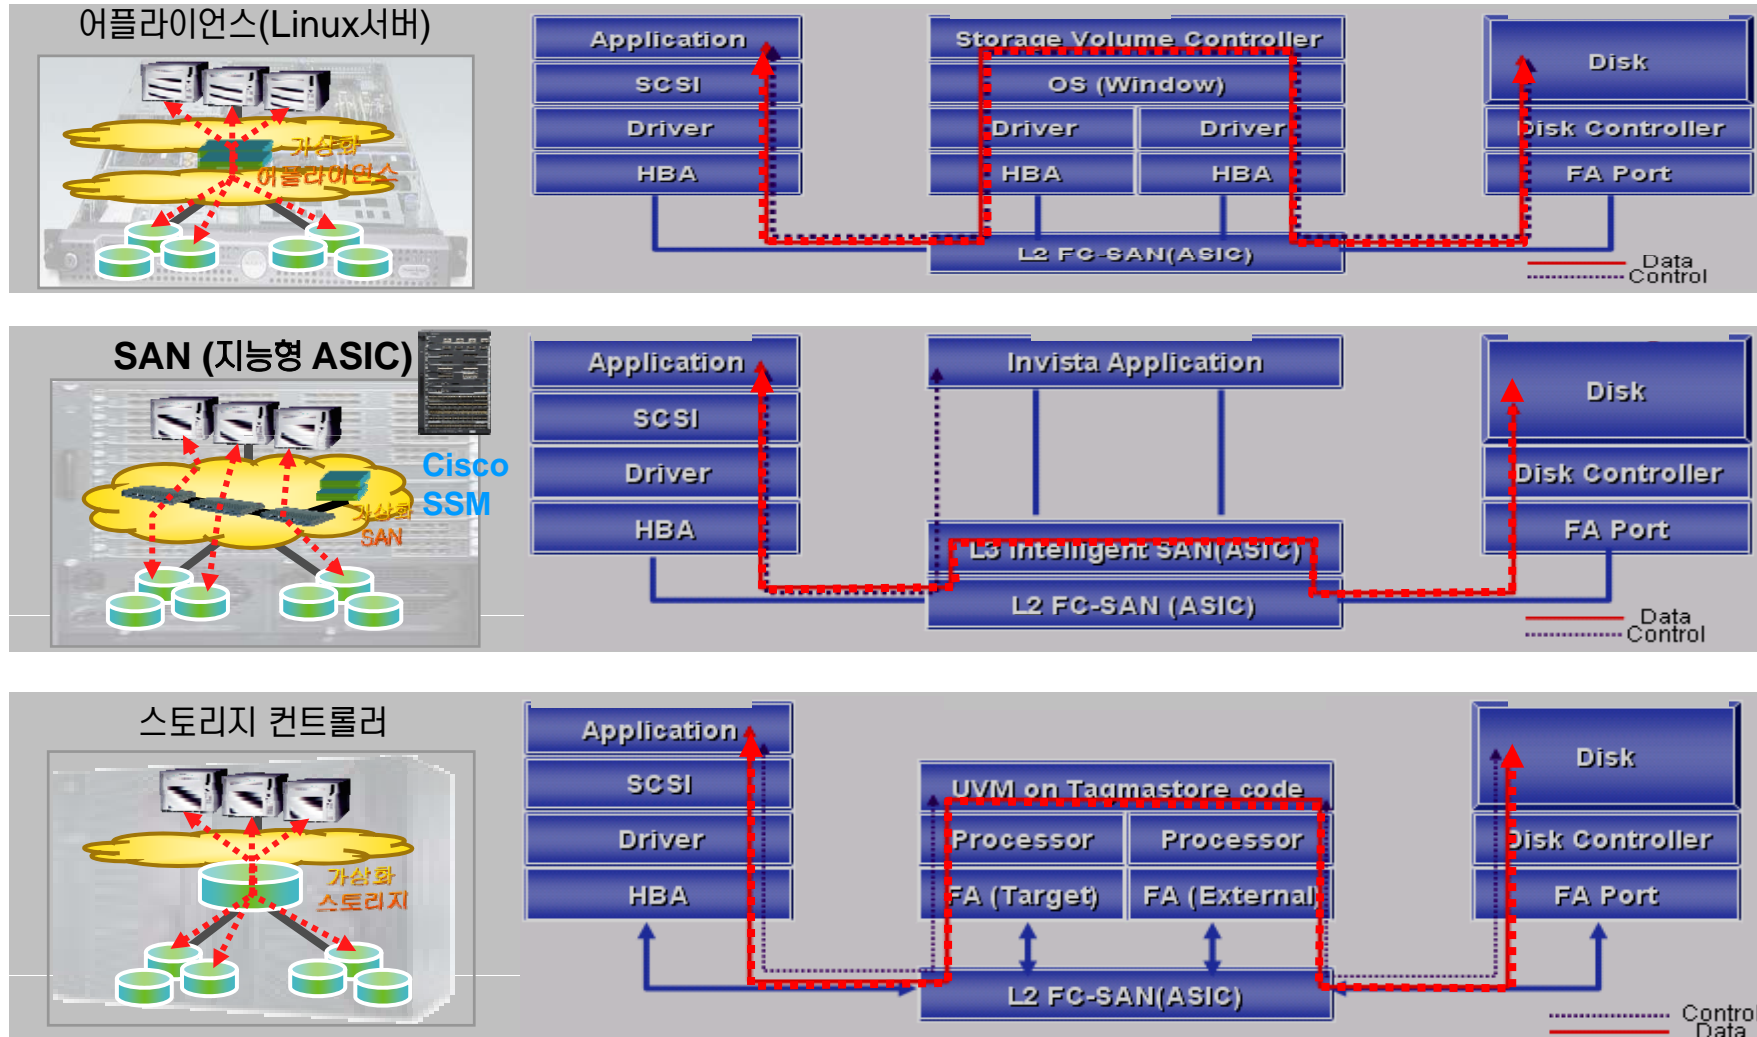 어플라이언스(Linux서버)
가상화
어플라이언스
Application
SCSI
Driver
HBA
Storage Volume Controller
OS (Window)
Driver Driver
HBA HBA
L2 FC-SAN(ASIC)
Disk
Disk Controller
FA Port
Data
Control
SAN (지능형 ASIC)
Cisco
SSM
가상화
SAN
Application
SCSI
Driver
HBA
Invista Application
L3 Intelligent SAN(ASIC)
L2 FC-SAN (ASIC)
Disk
Disk Controller
FA Port
Data
Control
스토리지 컨트롤러
가상화
스토리지
Application
SCSI
Driver
HBA
UVM on Tagmastore code
Processor Processor
FA (Target) FA (External)
L2 FC-SAN(ASIC)
Disk
Disk Controller
FA Port
Control
Data